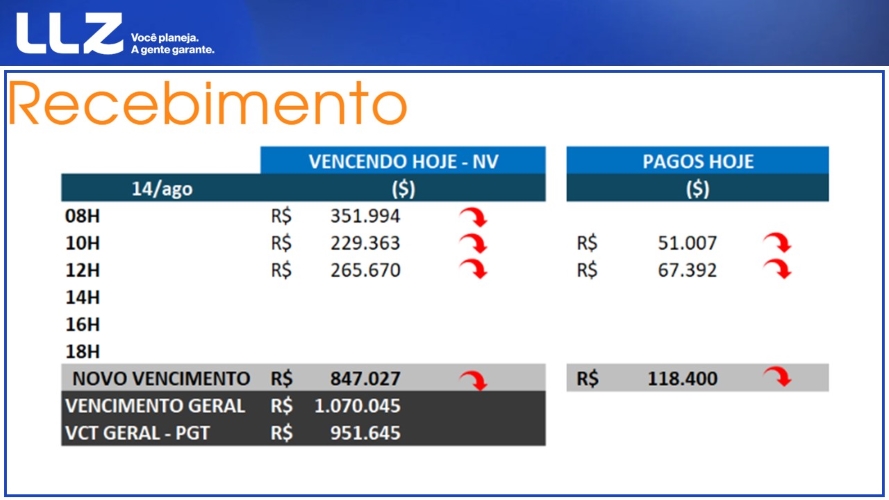 LLZ Você planeja.
A gente garante.
Recebimento
VENCENDO HOJE - NV PAGOS HOJE
14/ago ($) ($)
08H R$ 351.994
10H R$ 229.363 R$ 51.007
12H R$ 265.670 R$ 67.392
14H
16H
18H
NOVO VENCIMENTO R$ 847.027 R$ 118.400
VENCIMENTO GERAL R$ 1.070.045
VCT GERAL - PGT R$ 951.645